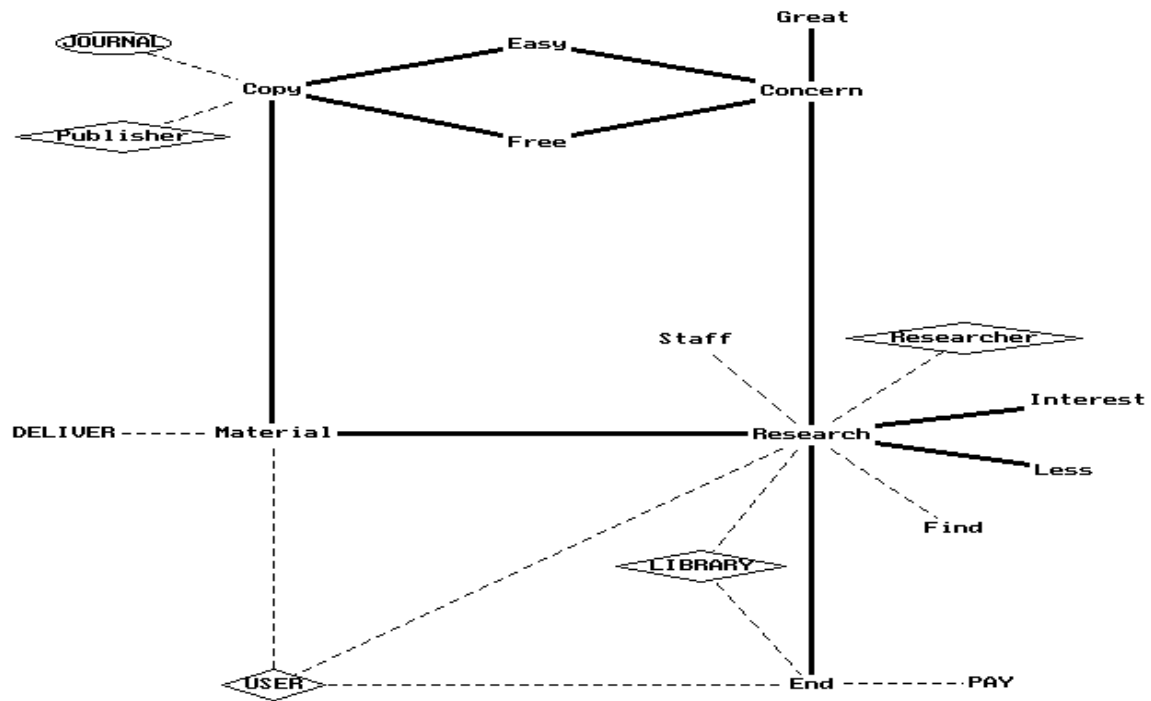 Great
JOURNAL
Easy
Copy
Concern
Publisher
Free
Staff
Researcher
Interest
DELIVER
Material
Research
Less
Find
LIBRARY
USER
End
PAY